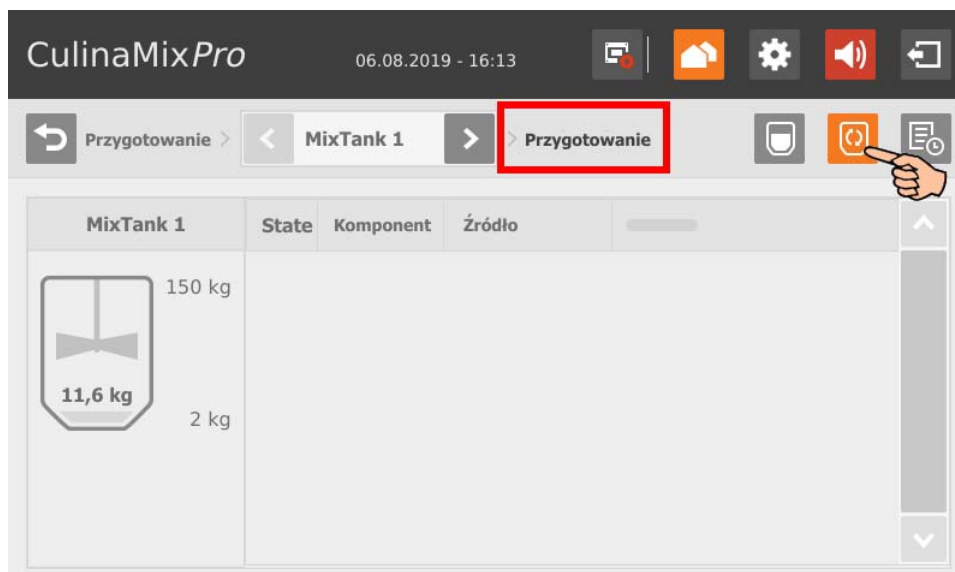 CulinaMixPro 06.08.2019 - 16:13
Przygotowanie > < MixTank 1 > > Przygotowanie
MixTank 1 State Komponent Źródło
150 kg
11,6 kg
2 kg